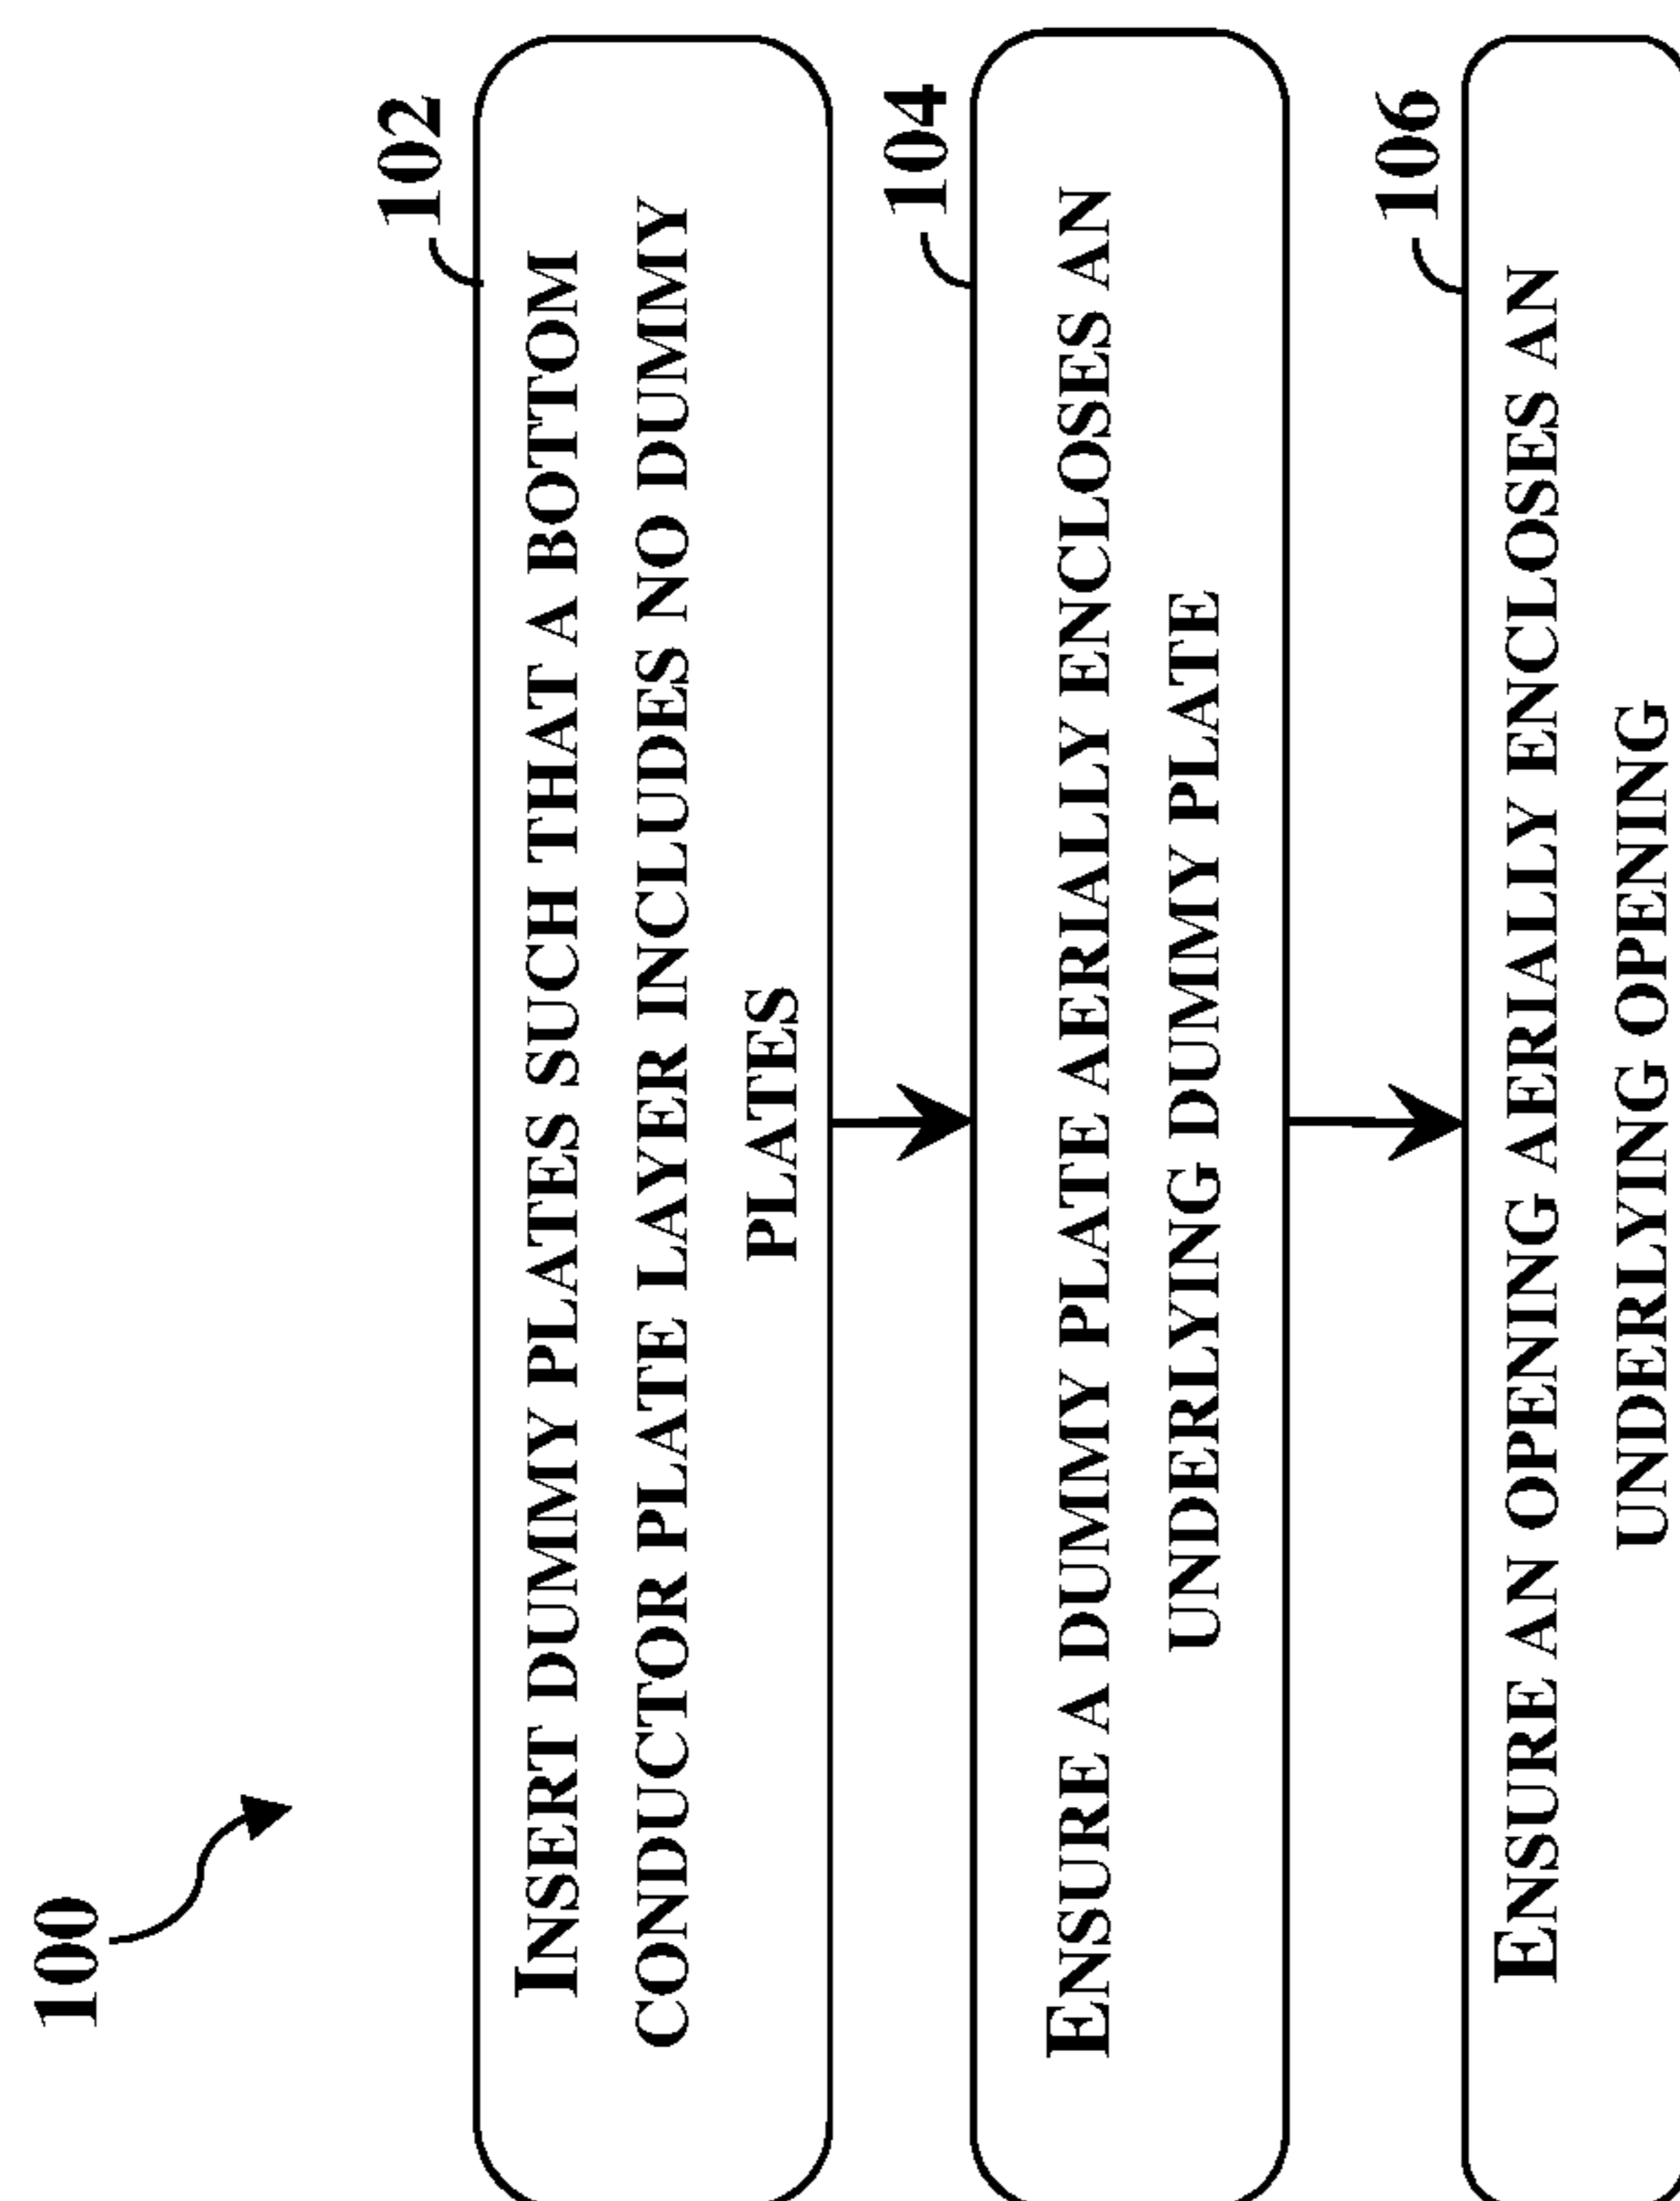 100
102
INSERT DUMMY PLATES SUCH THAT A BOTTOM
CONDUCTOR PLATE LAYER INCLUDES NO DUMMY
PLATES
104
ENSURE A DUMMY PLATE AERIALLY ENCLOSES AN
UNDERLYING DUMMY PLATE
106
ENSURE AN OPENING AERIALLY ENCLOSES AN
UNDERLYING OPENING